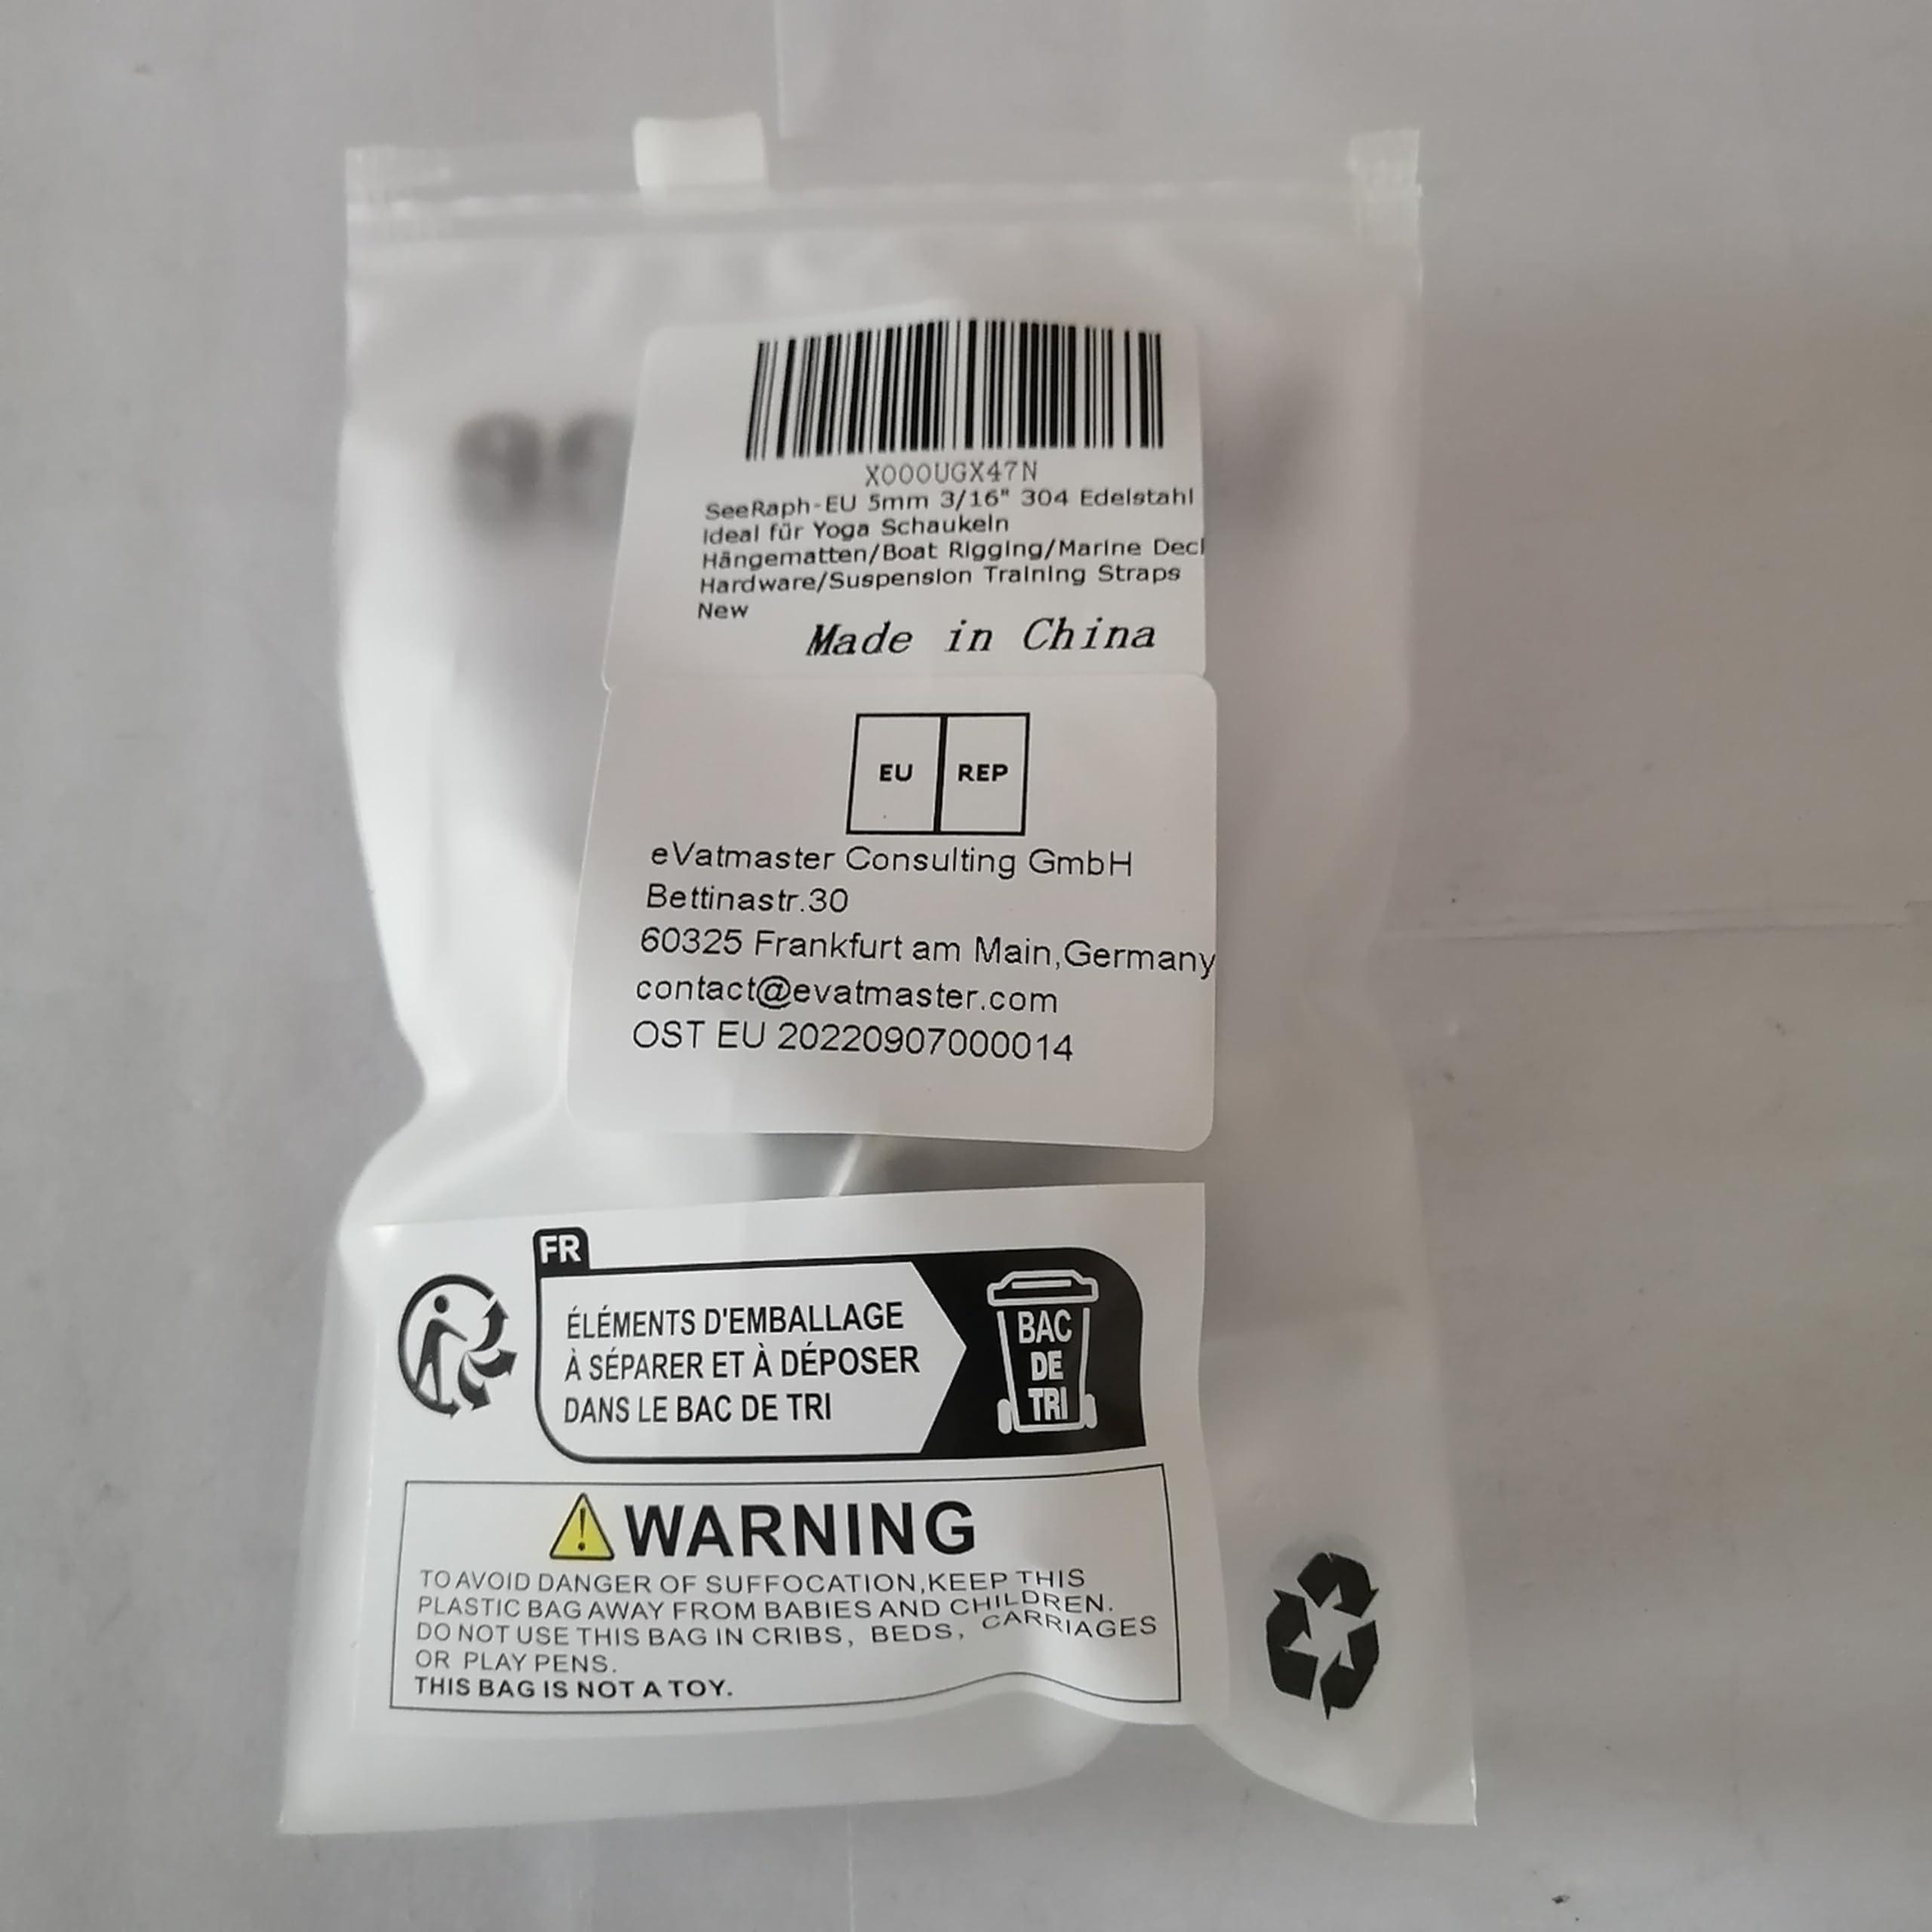 X000UGX47N
SeeRaph-EU 5mm 3/16" 304 Edelstahl
Ideal für Yoga Schaukeln
Hängematten/Boat Rigging/Marine Dec
Hardware/Suspension Training Straps
New
Made in China
EU REP
eVatmaster Consulting GmbH
Bettinastr.30
60325 Frankfurt am Main,Germany
contact@evatmaster.com
OST EU 20220907000014
FR
ÉLÉMENTS D'EMBALLAGE
À SÉPARER ET À DÉPOSER
DANS LE BAC DE TRI
BAC
DE
TRI
WARNING
TO AVOID DANGER OF SUFFOCATION,KEEP THIS
PLASTIC BAG AWAY FROM BABIES AND CHILDREN.
DO NOT USE THIS BAG IN CRIBS, BEDS, CARRIAGES
OR PLAY PENS.
THIS BAG IS NOT A TOY.